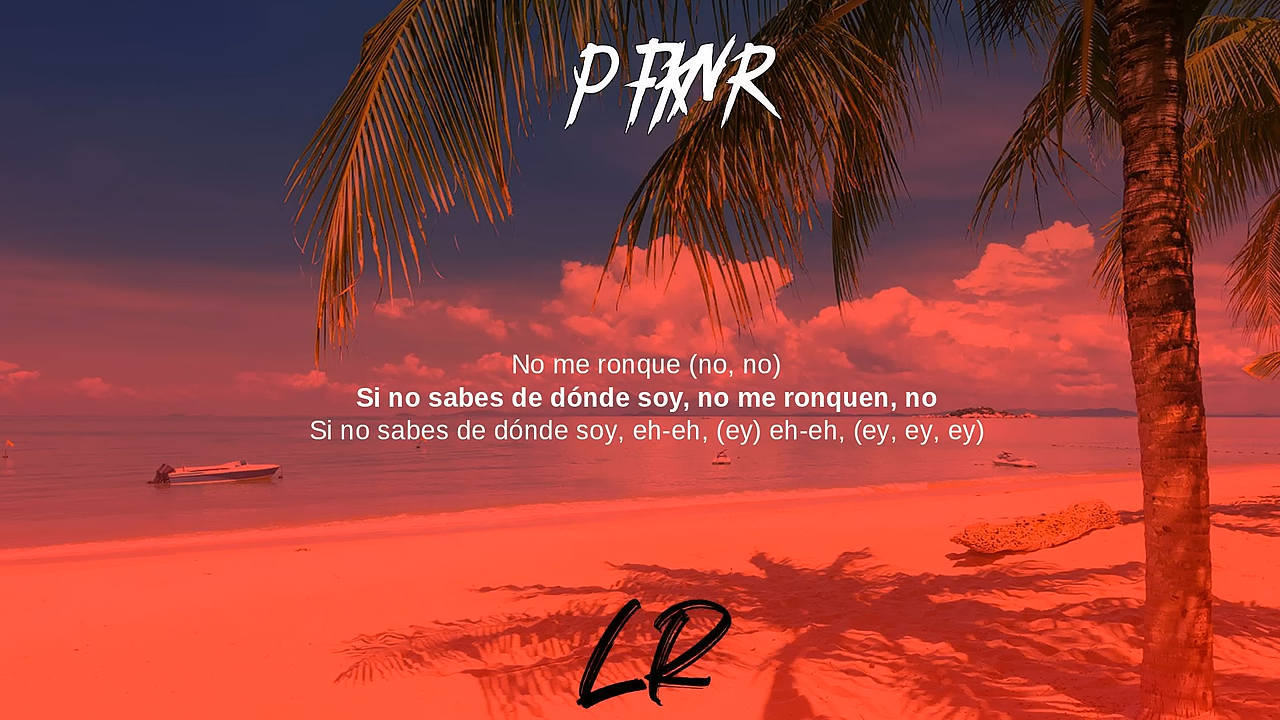 No me ronque (no, no)
Si no sabes de dónde soy, no me ronquen, no
Si no sabes de dónde soy, eh-eh, (ey) eh-eh, (ey, ey, ey)
LR